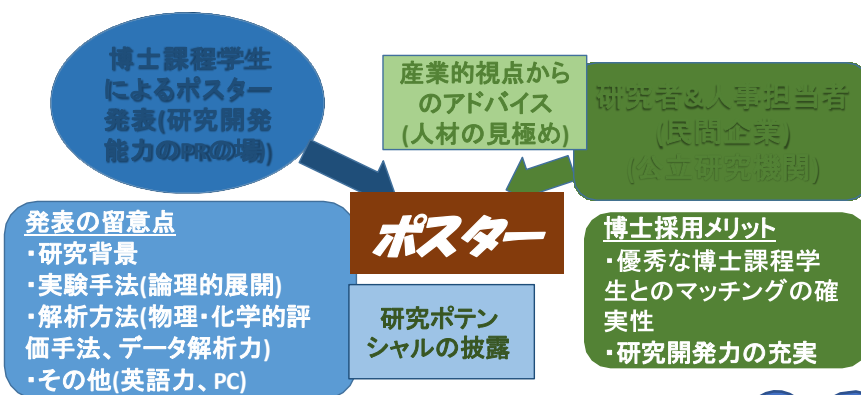 博士課程学生
によるポスター
発表(研究開発
能力のPRの場)
産業的視点から
のアドバイス
(人材の見極め)
研究者&人事担当者
(民間企業)
(公立研究機関)
ポスター
発表の留意点
・研究背景
・実験手法(論理的展開)
・解析方法(物理・化学的評
価手法、データ解析力)
・その他(英語力、PC)
研究ポテン
シャルの披露
博士採用メリット
・優秀な博士課程学
生とのマッチングの確
実性
・研究開発力の充実